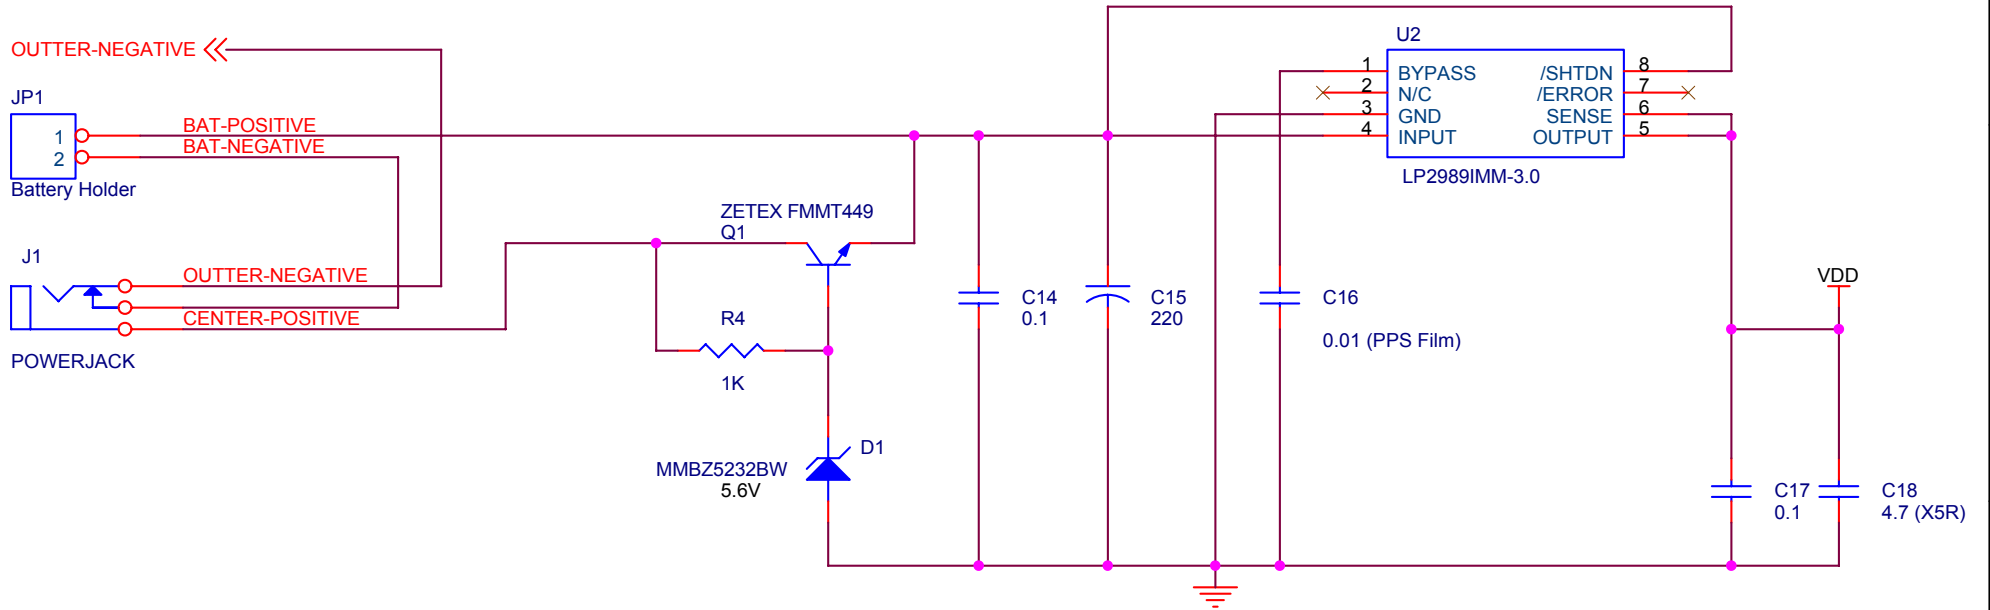 OUTTER-NEGATIVE
JP1
1
2
Battery Holder
BAT-POSITIVE
BAT-NEGATIVE
J1
OUTTER-NEGATIVE
CENTER-POSITIVE
POWERJACK
ZETEX FMMT449
Q1
R4
1K
D1
MMBZ5232BW
5.6V
C14
0.1
C15
220
C16
0.01 (PPS Film)
U2
1
BYPASS
/SHTDN
8
2
N/C
/ERROR
7
3
GND
SENSE
6
4
INPUT
OUTPUT
5
LP2989IMM-3.0
VDD
C17
0.1
C18
4.7 (X5R)